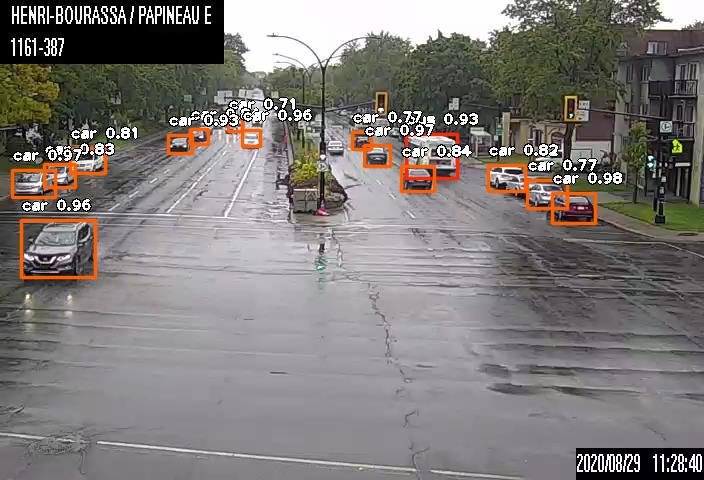 HENRI-BOURASSA / PAPINEAU E
1161-387
car 0.71
car 0.96
car 0.93
car 0.77
bus 0.93
car 0.97
car 0.81
car 0.83
car 0.97
car 0.84
car 0.82
car 0.77
car 0.98
car 0.96
2020/08/29 11:28:40